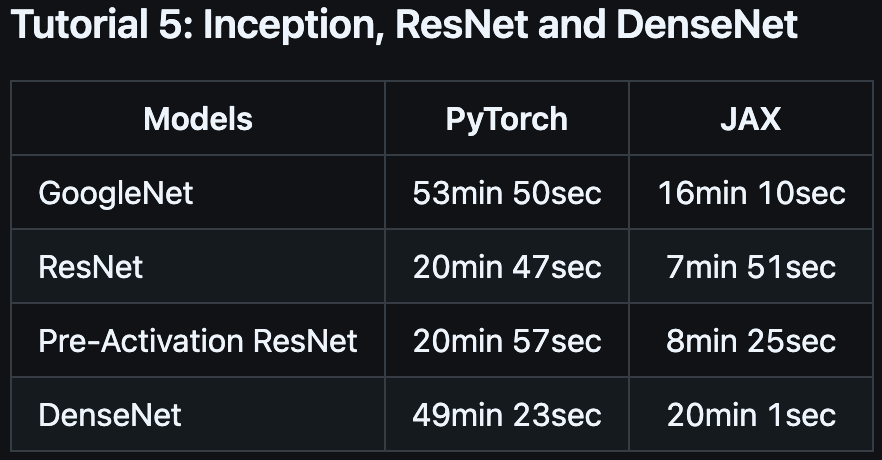 Tutorial 5: Inception, ResNet and DenseNet
Models PyTorch JAX
GoogleNet 53min 50sec 16min 10sec
ResNet 20min 47sec 7min 51sec
Pre-Activation ResNet 20min 57sec 8min 25sec
DenseNet 49min 23sec 20min 1sec